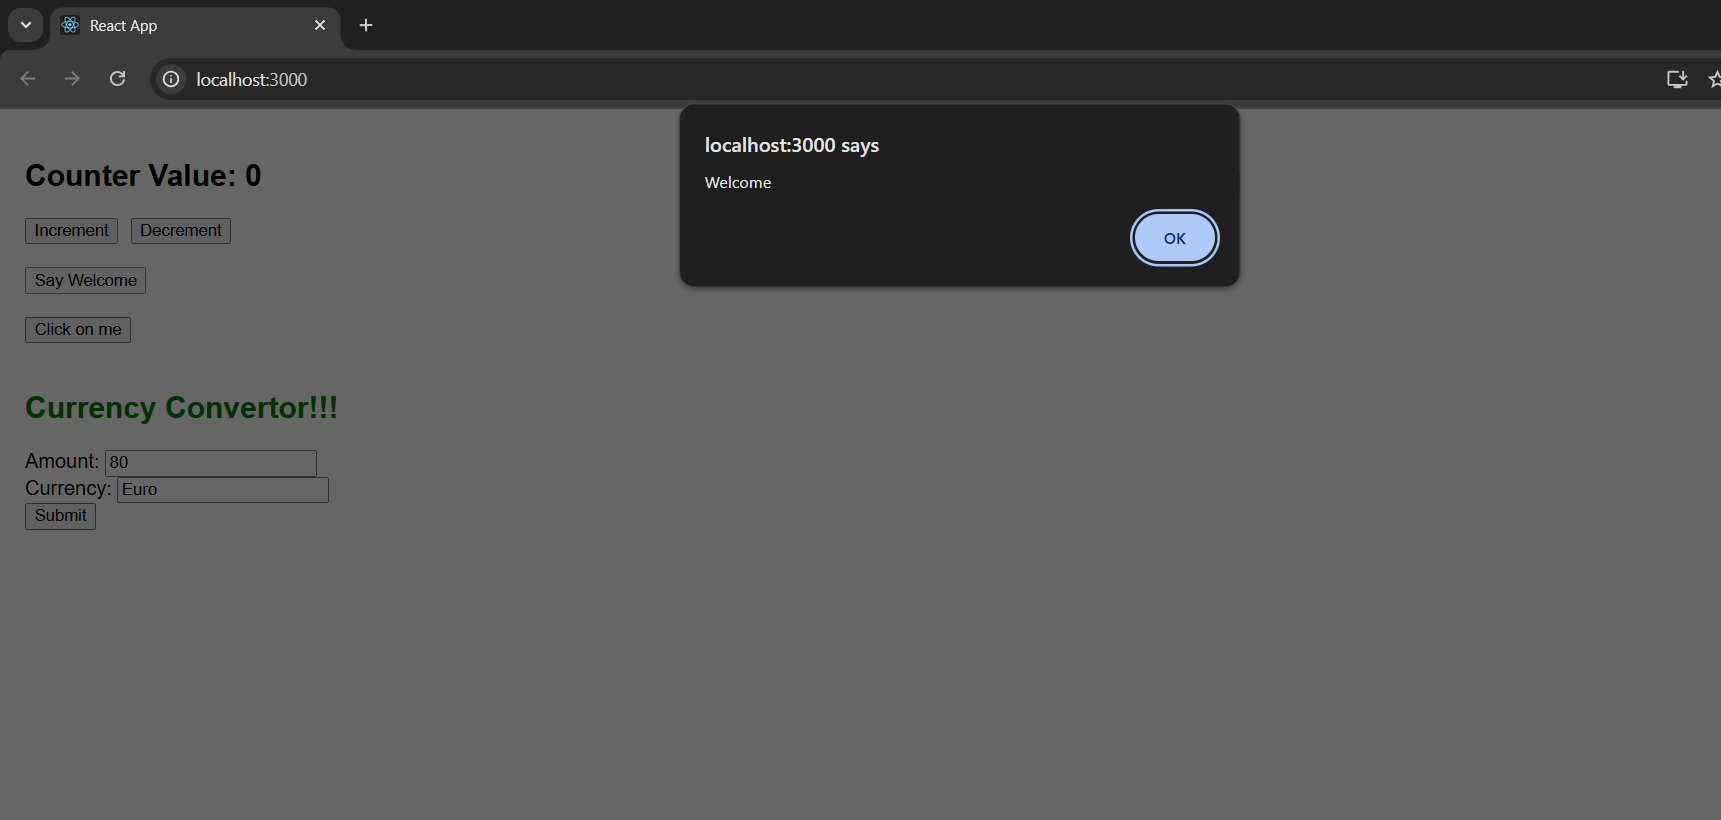 React App
localhost:3000
localhost:3000 says
Welcome
OK
Counter Value: 0
Increment Decrement
Say Welcome
Click on me
Currency Convertor!!!
Amount: 80
Currency: Euro
Submit